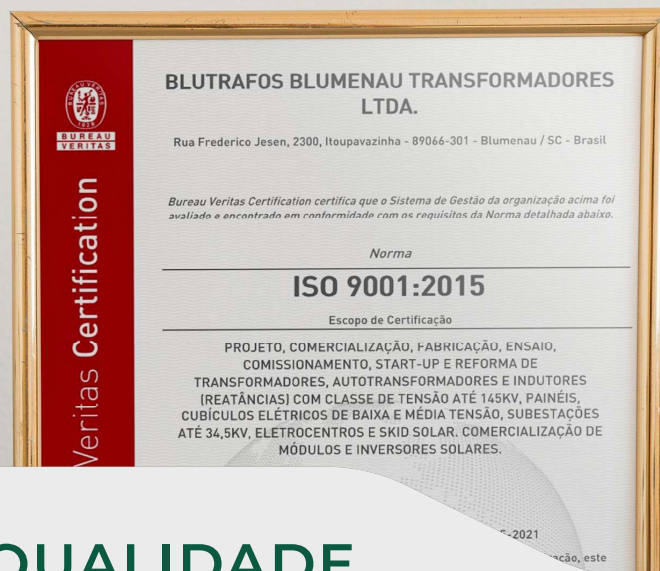 BLUTRAFOS BLUMENAU TRANSFORMADORES
LTDA.
Rua Frederico Jesen, 2300, Itoupavazinha - 89066-301 - Blumenau / SC - Brasil
BUREAU
VERITAS
Veritas Certification
Bureau Veritas Certification certifica que o Sistema de Gestão da organização acima foi
avaliado e encontrado em conformidade com os requisitos da Norma detalhada abaixo.
Norma
ISO 9001:2015
Escopo de Certificação
PROJETO, COMERCIALIZAÇÃO, FABRICAÇÃO, ENSAIO,
COMISSIONAMENTO, START-UP E REFORMA DE
TRANSFORMADORES, AUTOTRANSFORMADORES E INDUTORES
(REATÂNCIAS) COM CLASSE DE TENSÃO ATÉ 145KV, PAINÉIS,
CUBÍCULOS ELÉTRICOS DE BAIXA E MÉDIA TENSÃO, SUBESTAÇÕES
ATÉ 34,5KV, ELETROCENTROS E SKID SOLAR. COMERCIALIZAÇÃO DE
MÓDULOS E INVERSORES SOLARES.
-2021
este
QUALIDADE